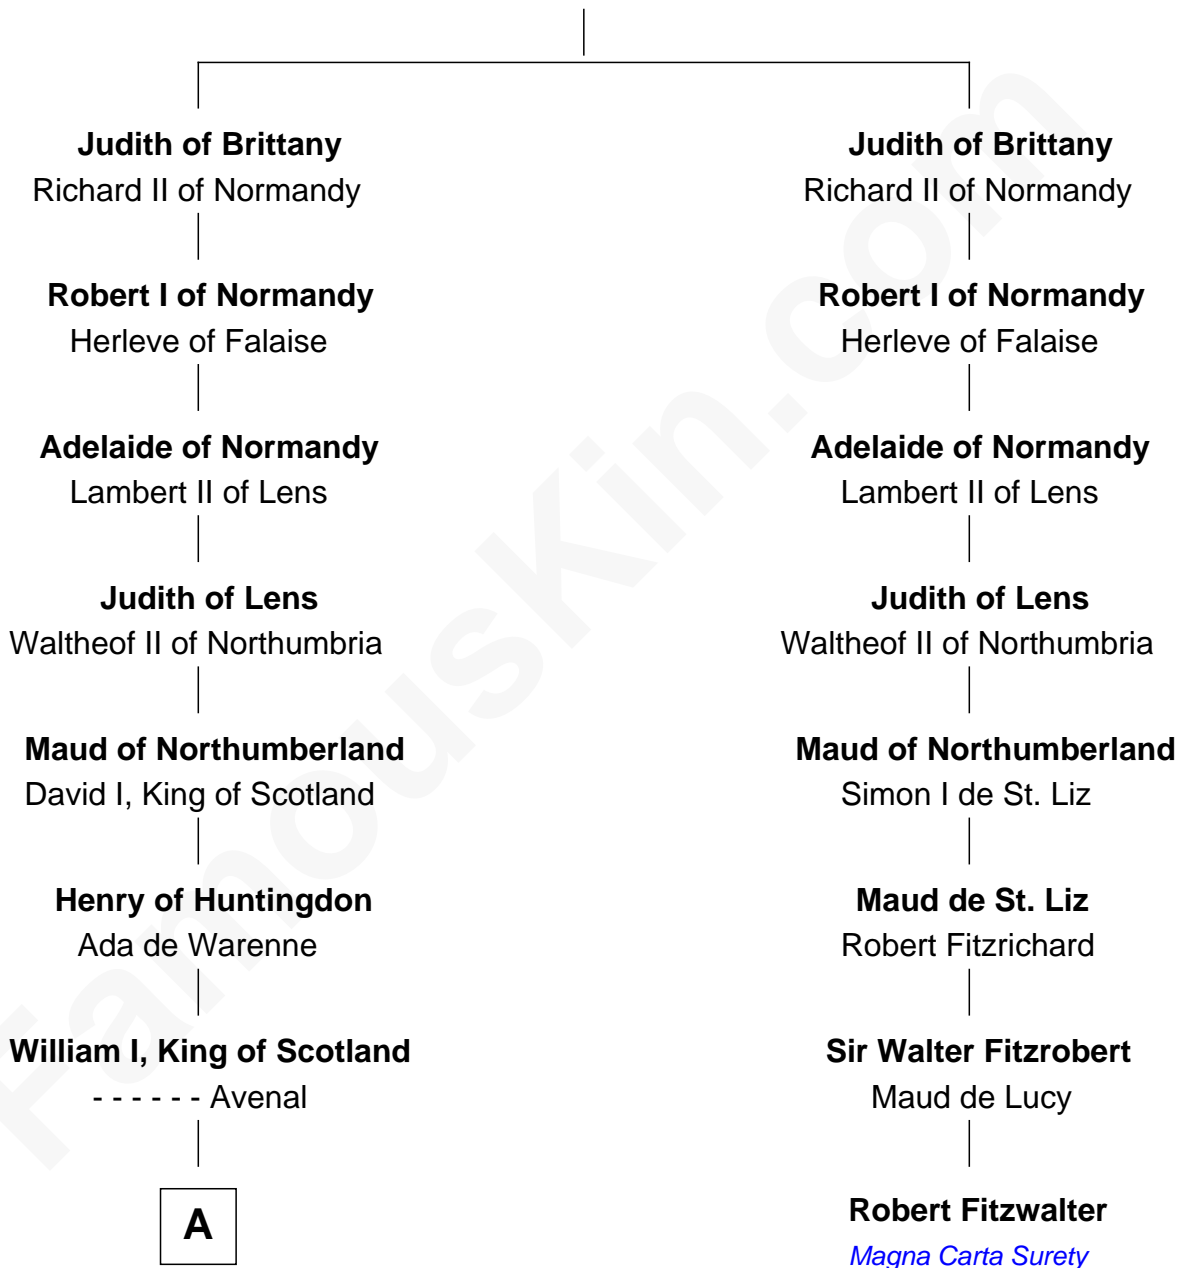 Judith of Brittany
Richard II of Normandy
Robert I of Normandy
Herleve of Falaise
Adelaide of Normandy
Lambert II of Lens
Judith of Lens
Waltheof II of Northumbria
Maud of Northumberland
David I, King of Scotland
Henry of Huntingdon
Ada de Warenne
William I, King of Scotland
- - - - - - Avenal
A
Judith of Brittany
Richard II of Normandy
Robert I of Normandy
Herleve of Falaise
Adelaide of Normandy
Lambert II of Lens
Judith of Lens
Waltheof II of Northumbria
Maud of Northumberland
Simon I de St. Liz
Maud de St. Liz
Robert Fitzrichard
Sir Walter Fitzrobert
Maud de Lucy
Robert Fitzwalter
Magna Carta Surety
FamousKin.com